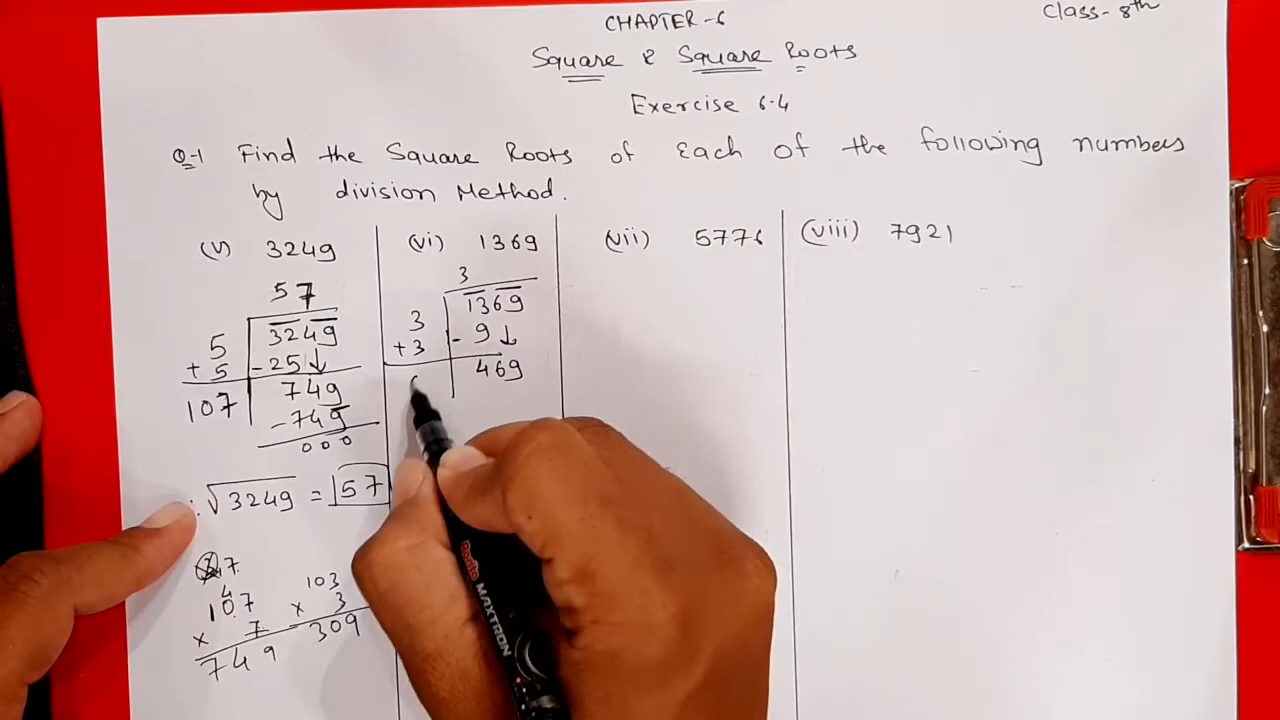 CHAPTER-6
Class-8th
Square & Square Roots
Exercise 6.4
Q-1 Find the Square Roots of Each of the following numbers
by division Method.
(v) 3249
57
5 3249
+5 -25↓
107 749
-749
000
∴ √3249 = 57
107
× 7
749
103
× 3
309
(vi) 1369
3
3 1369
+3 -9↓
469
(vii) 5776
(viii) 7921
Rorito MAXTRON